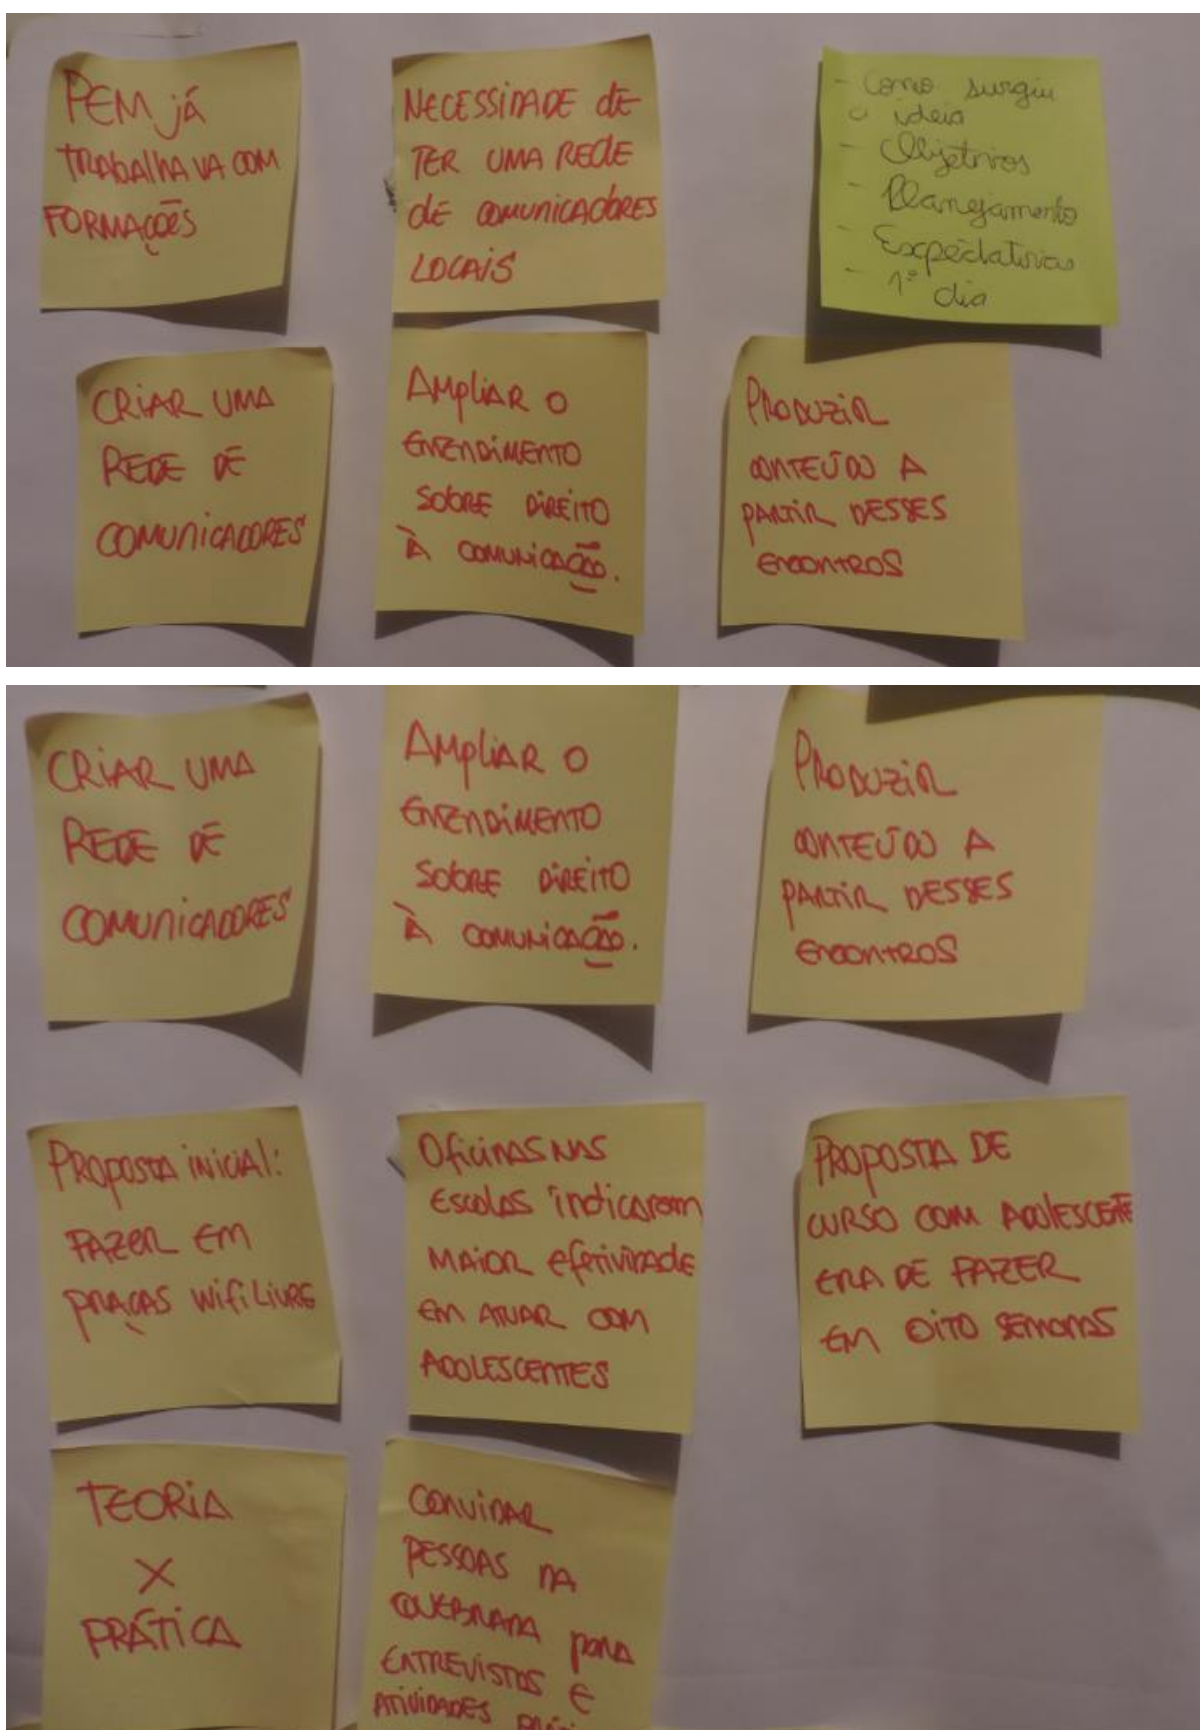 PEM já
TRABALHAVA COM
FORMAÇÕES
NECESSIDADE dE
TER UMA REDE
dE COMUNICADORES
LOCAIS
- Como surgiu
a ideia
- Objetivos
- Planejamento
- Expectativas
- 1º dia
CRIAR UMA
REDE DE
COMUNICADORES
AMPLIAR O
ENTENDIMENTO
SOBRE DIREITO
À COMUNICAÇÃO.
PRODUZIR
CONTEÚDO A
PARTIR DESSES
ENCONTROS
CRIAR UMA
REDE DE
COMUNICADORES
AMPLIAR O
ENTENDIMENTO
SOBRE DIREITO
À COMUNICAÇÃO.
PRODUZIR
CONTEÚDO A
PARTIR DESSES
ENCONTROS
PROPOSTA INICIAL:
FAZER EM
PRAÇAS WIFI LIVRE
OFICINAS NAS
ESCOLAS INDICARAM
MAIOR EFETIVIDADE
EM ATUAR COM
ADOLESCENTES
PROPOSTA DE
CURSO COM ADOLESCENTE
ERA DE FAZER
EM OITO SEMANAS
TEORIA
X
PRÁTICA
CONVIDAR
PESSOAS DA
QUEBRADA PARA
ENTREVISTAS E
ATIVIDADES